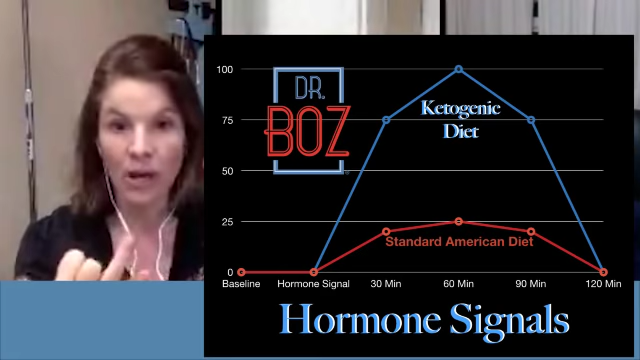 100
75
50
25
0
DR.
BOZ
Ketogenic
Diet
Standard American Diet
Baseline Hormone Signal 30 Min 60 Min 90 Min 120 Min
Hormone Signals